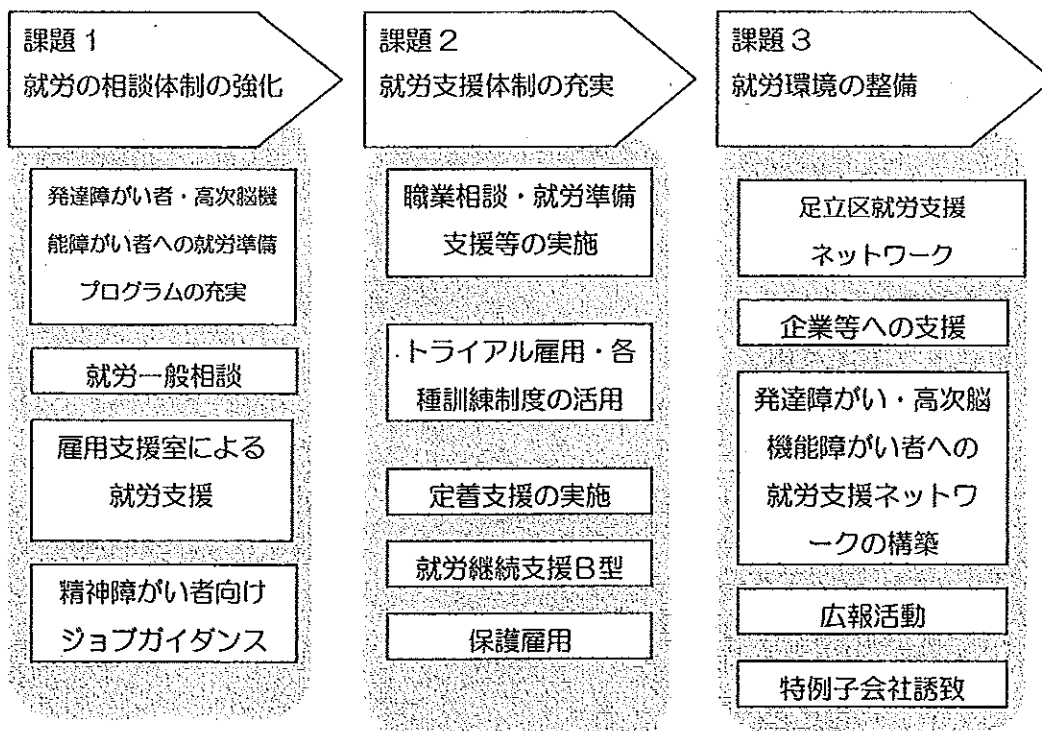 課題1
就労の相談体制の強化
発達障がい者・高次脳機
能障がい者への就労準備
プログラムの充実
就労一般相談
雇用支援室による
就労支援
精神障がい者向け
ジョブガイダンス
課題2
就労支援体制の充実
職業相談・就労準備
支援等の実施
トライアル雇用・各
種訓練制度の活用
定着支援の実施
就労継続支援B型
保護雇用
課題3
就労環境の整備
足立区就労支援
ネットワーク
企業等への支援
発達障がい・高次脳
機能障がい者への
就労支援ネットワ
ークの構築
広報活動
特例子会社誘致